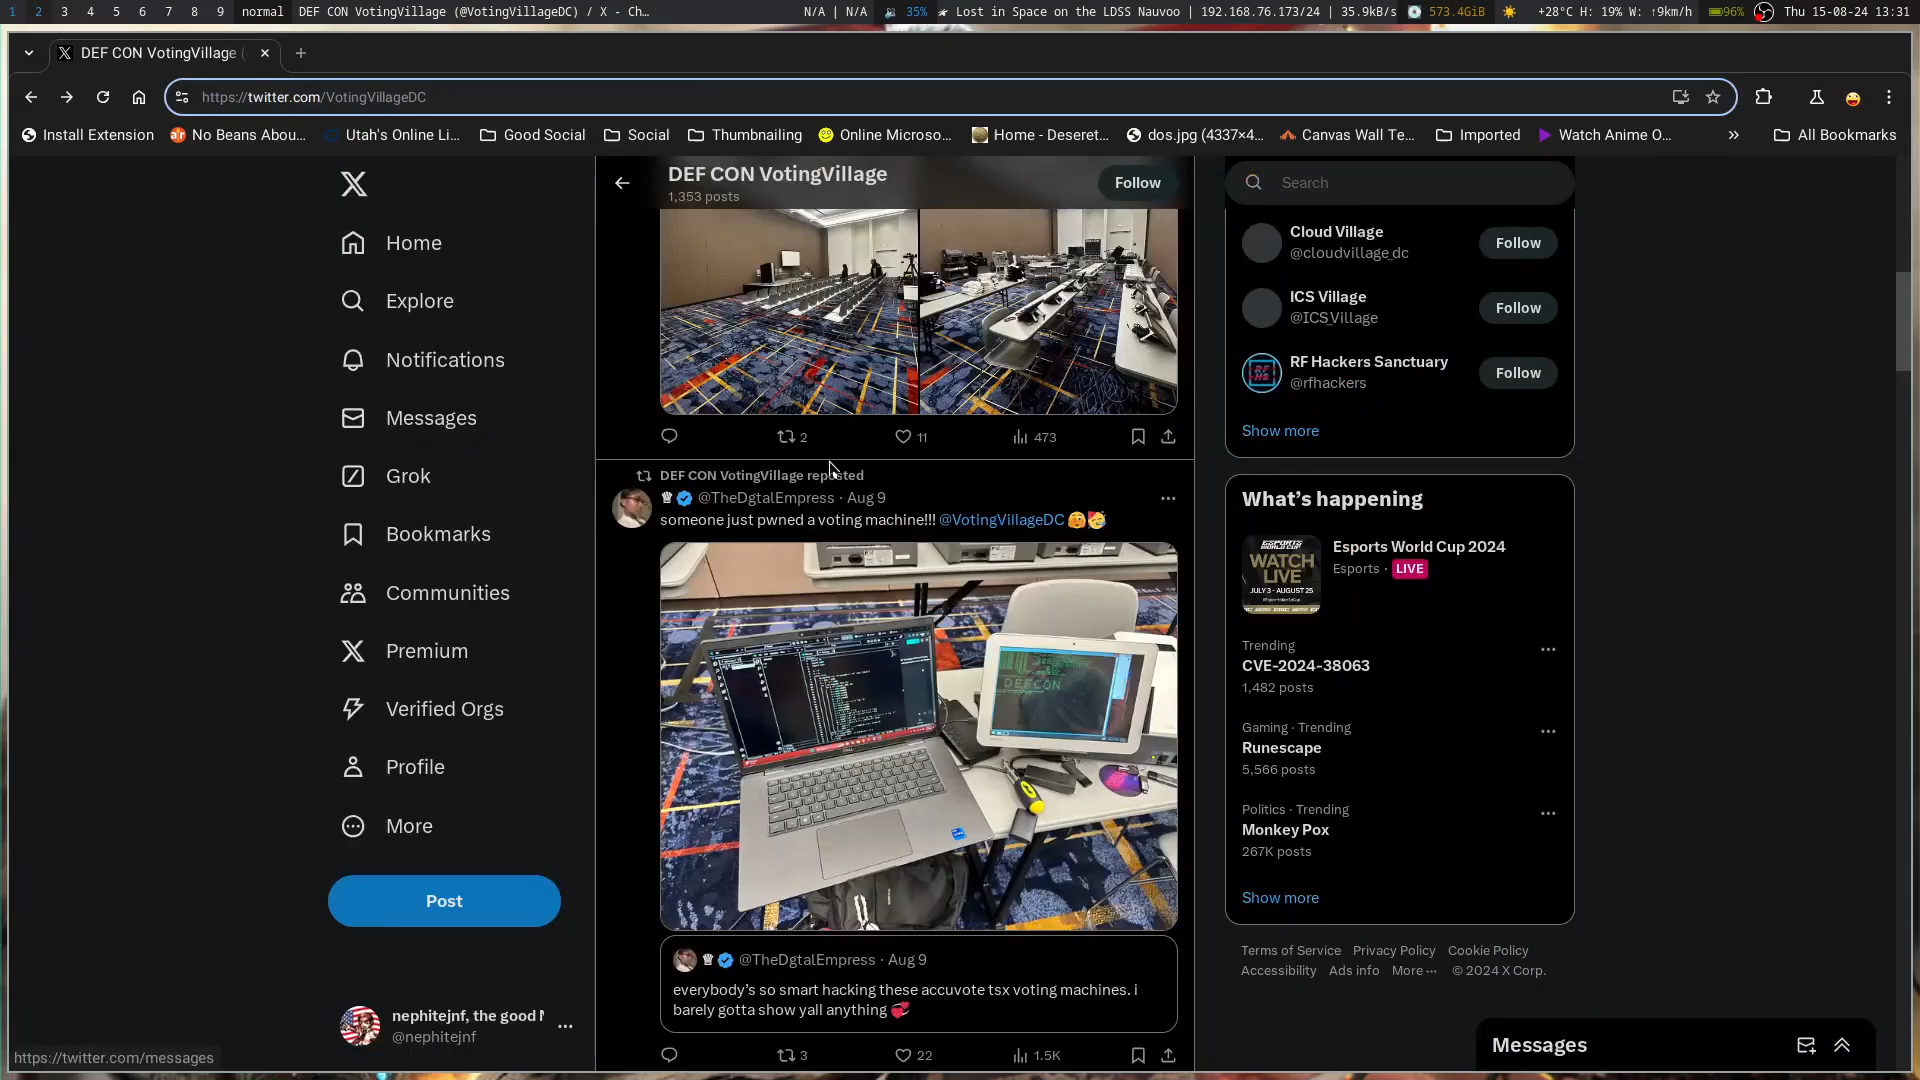 1 2 3 4 5 6 7 8 9 normal DEF CON VotingVillage (@VotingVillageDC) / X - Ch… N/A | N/A 35% Lost in Space on the LDSS Nauvoo | 192.168.76.173/24 | 35.9kB/s 573.4GiB +28°C H: 19% W: ↑9km/h 96% Thu 15-08-24 13:31
DEF CON VotingVillage (
https://twitter.com/VotingVillageDC
Install Extension No Beans Abou... Utah's Online Li... Good Social Social Thumbnailing Online Microso... Home - Deseret... dos.jpg (4337×4... Canvas Wall Te... Imported Watch Anime O... » All Bookmarks
Home
Explore
Notifications
Messages
Grok
Bookmarks
Communities
Premium
Verified Orgs
Profile
More
Post
nephitejnf, the good
@nephitejnf
https://twitter.com/messages
DEF CON VotingVillage
1,353 posts
Follow
2 11 473
DEF CON VotingVillage reposted
@TheDgtalEmpress · Aug 9
someone just pwned a voting machine!!! @VotingVillageDC
DEFCON
@TheDgtalEmpress · Aug 9
everybody's so smart hacking these accuvote tsx voting machines. i
barely gotta show yall anything
3 22 1.5K
Search
Cloud Village
@cloudvillage_dc
Follow
ICS Village
@ICS_Village
Follow
RF Hackers Sanctuary
@rfhackers
Follow
Show more
What's happening
ESPORTS
WORLD CUP
WATCH
LIVE
JULY 3 - AUGUST 25
Esports World Cup 2024
Esports · LIVE
Trending
CVE-2024-38063
1,482 posts
Gaming · Trending
Runescape
5,566 posts
Politics · Trending
Monkey Pox
267K posts
Show more
Terms of Service Privacy Policy Cookie Policy
Accessibility Ads info More ··· © 2024 X Corp.
Messages